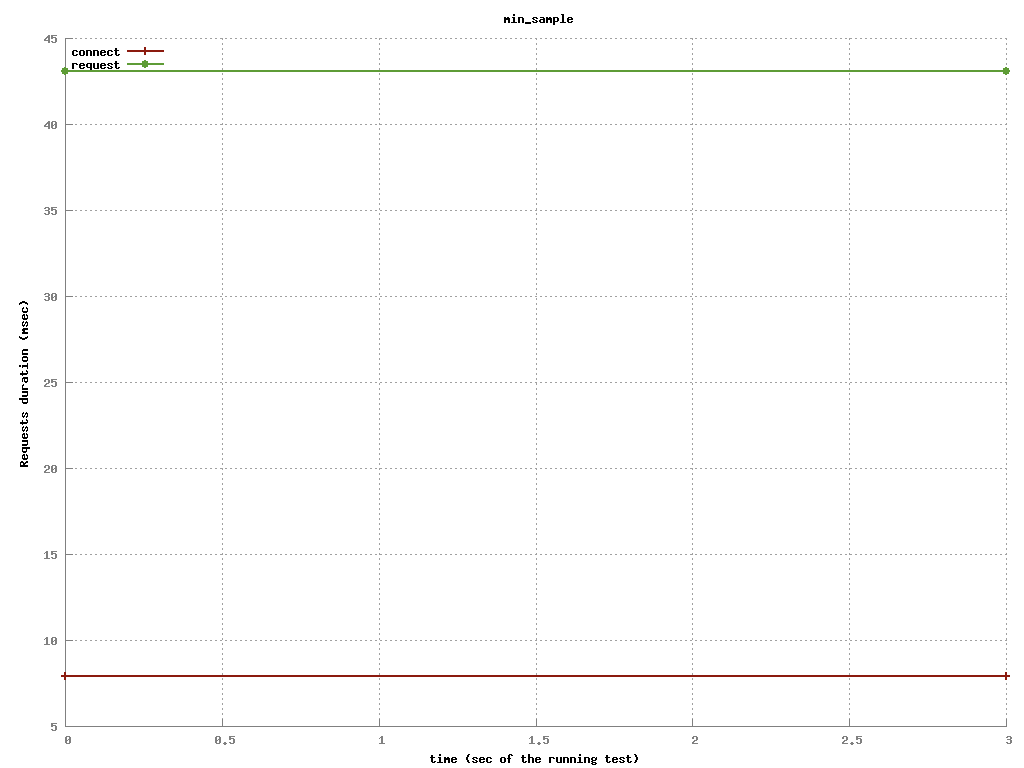 min_sample
connect
request
45
40
35
30
25
20
15
10
5
0 0.5 1 1.5 2 2.5 3
Requests duration (msec)
time (sec of the running test)